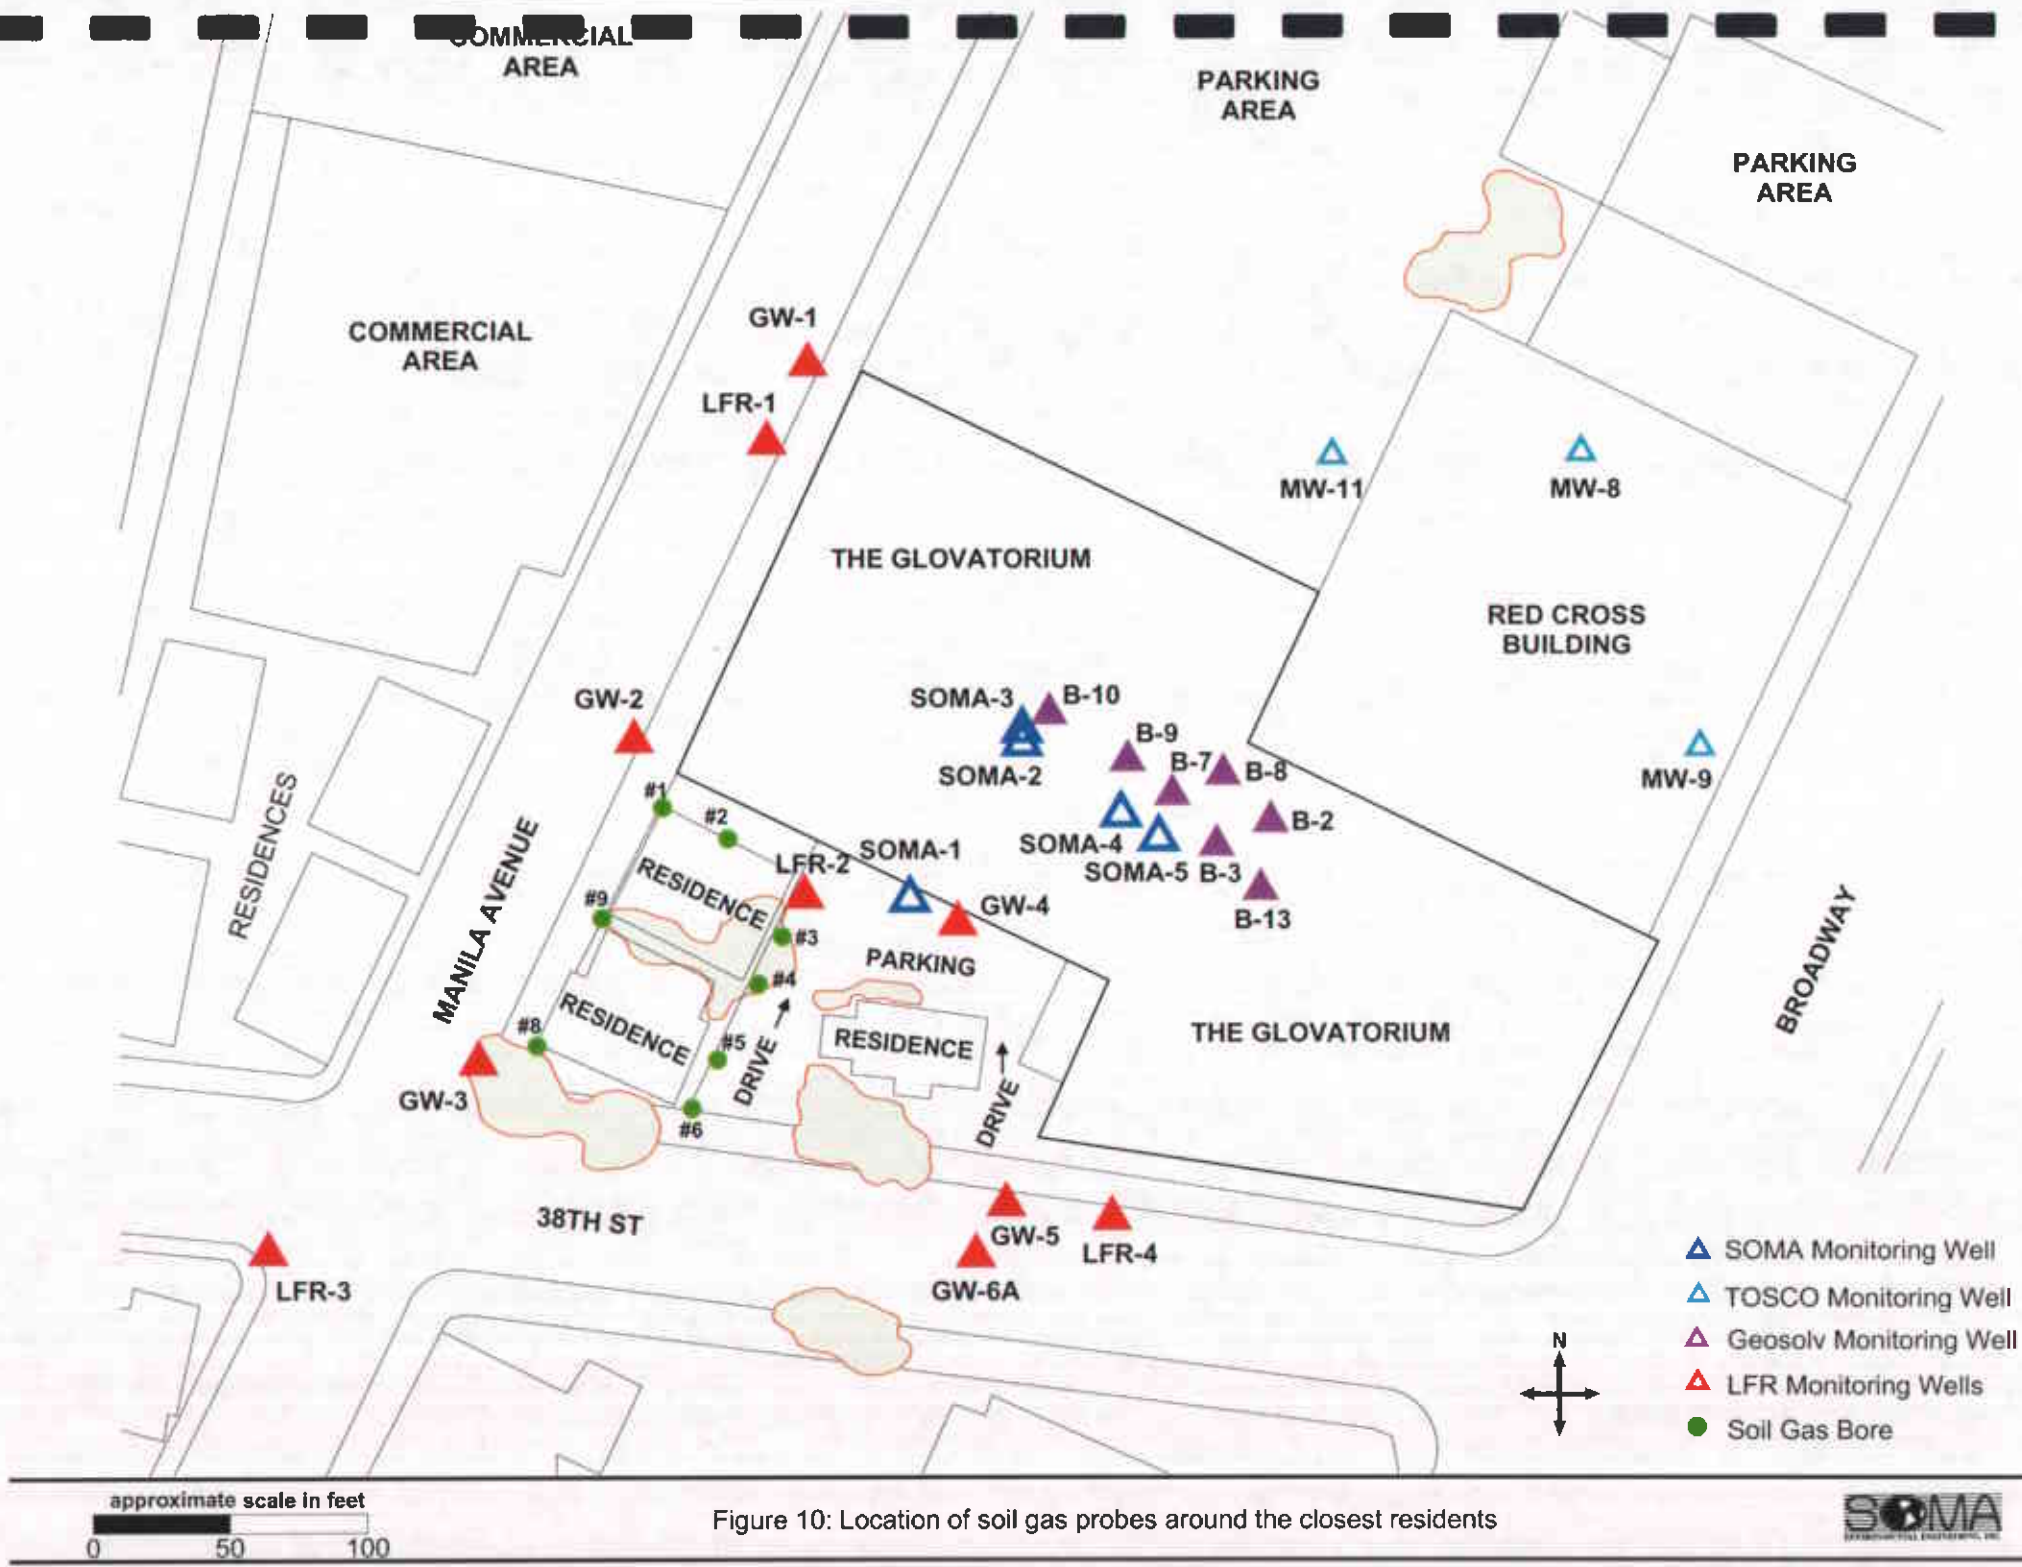 COMMERCIAL
AREA
PARKING
AREA
PARKING
AREA
COMMERCIAL
AREA
GW-1
LFR-1
MW-11
MW-8
THE GLOVATORIUM
RED CROSS
BUILDING
GW-2
SOMA-3
B-10
B-9
SOMA-2
B-7
B-8
MW-9
RESIDENCES
#1
#2
B-2
MANILA AVENUE
LFR-2
SOMA-1
SOMA-4
SOMA-5
B-3
RESIDENCE
#9
GW-4
B-13
#3
BROADWAY
PARKING
#4
RESIDENCE
#8
#5
DRIVE
RESIDENCE
THE GLOVATORIUM
GW-3
DRIVE
#6
38TH ST
GW-5
LFR-4
LFR-3
GW-6A
SOMA Monitoring Well
TOSCO Monitoring Well
Geosolv Monitoring Well
LFR Monitoring Wells
Soil Gas Bore
N
approximate scale in feet
0 50 100
Figure 10: Location of soil gas probes around the closest residents
SOMA